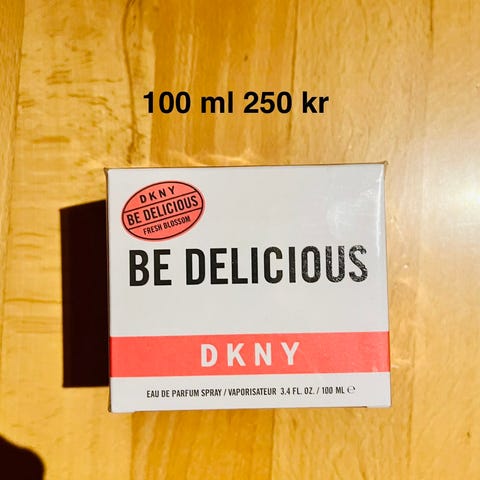 100 ml 250 kr
DKNY
BE DELICIOUS
FRESH BLOSSOM
BE DELICIOUS
DKNY
EAU DE PARFUM SPRAY / VAPORISATEUR 3.4 FL. OZ. / 100 ML ℮